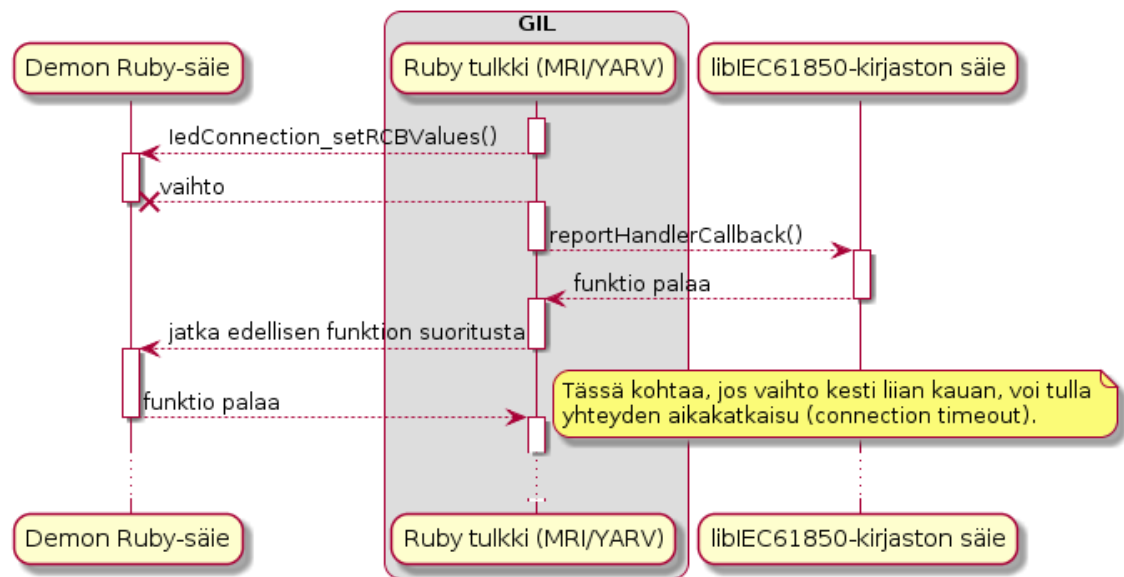 GIL
Demon Ruby-säie
Ruby tulkki (MRI/YARV)
libIEC61850-kirjaston säie
IedConnection_setRCBValues()
vaihto
reportHandlerCallback()
funktio palaa
jatka edellisen funktion suoritusta
Tässä kohtaa, jos vaihto kesti liian kauan, voi tulla
yhteyden aikakatkaisu (connection timeout).
funktio palaa
Demon Ruby-säie
Ruby tulkki (MRI/YARV)
libIEC61850-kirjaston säie